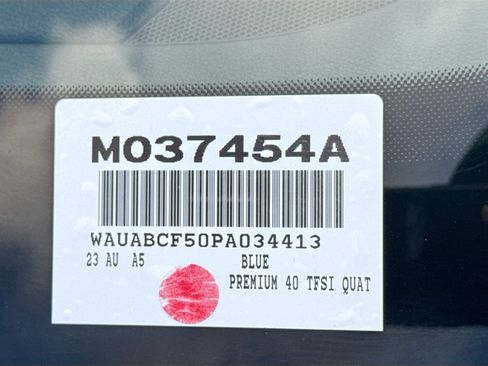 M037454A
WAUABCF50PA034413
23 AU A5 BLUE
PREMIUM 40 TFSI QUAT